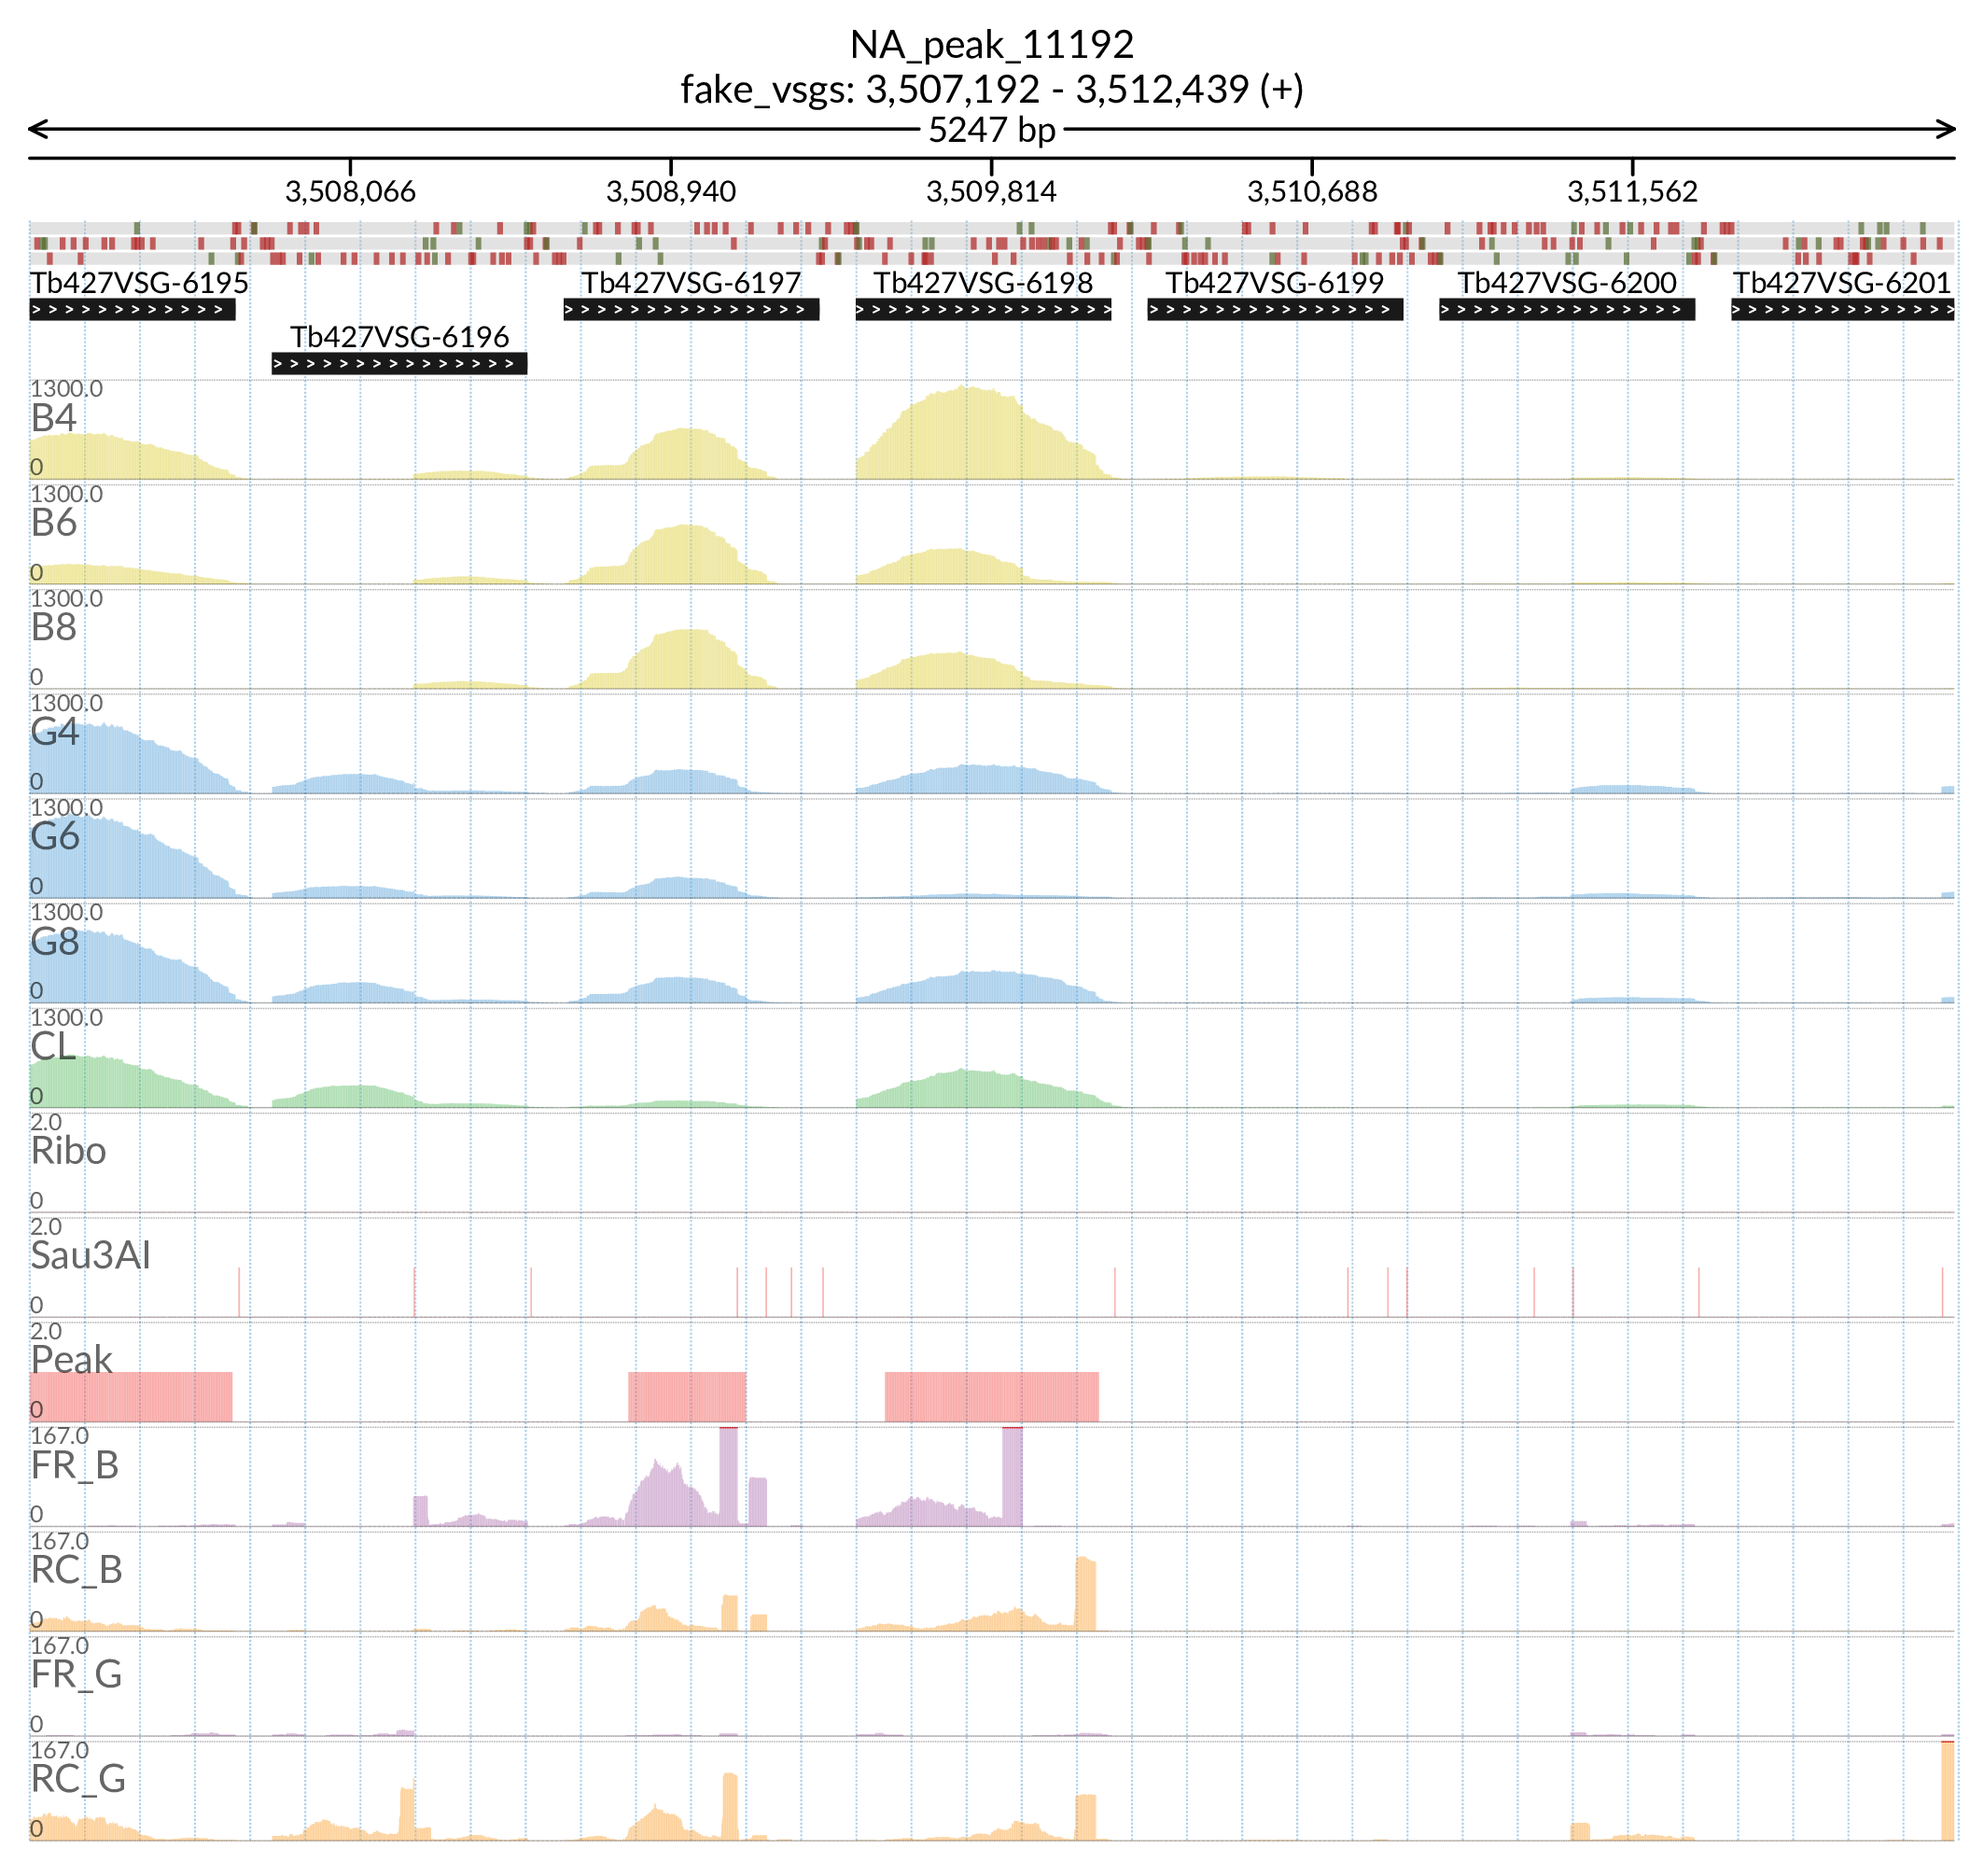 NA_peak_11192
fake_vsgs: 3,507,192 - 3,512,439 (+)
5247 bp
3,508,066 3,508,940 3,509,814 3,510,688 3,511,562
Tb427VSG-6195 Tb427VSG-6197 Tb427VSG-6198 Tb427VSG-6199 Tb427VSG-6200 Tb427VSG-6201
Tb427VSG-6196
1300.0
B4
0
1300.0
B6
0
1300.0
B8
0
1300.0
G4
0
1300.0
G6
0
1300.0
G8
0
1300.0
CL
0
2.0
Ribo
0
2.0
Sau3AI
0
2.0
Peak
0
167.0
FR_B
0
167.0
RC_B
0
167.0
FR_G
0
167.0
RC_G
0